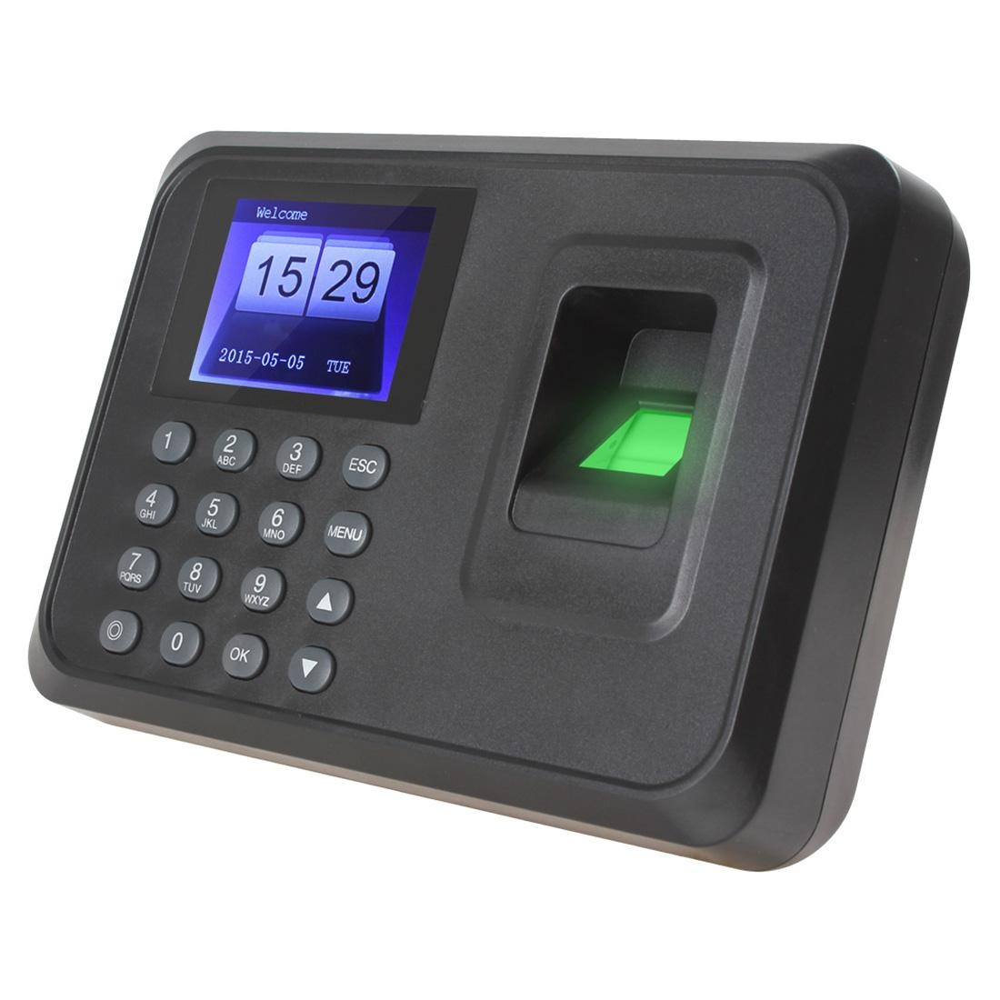 Welcome
15 29
2015-05-05 TUE
1 2 ABC 3 DEF ESC
4 GHI 5 JKL 6 MNO MENU
7 PQRS 8 TUV 9 WXYZ ▲
◎ 0 OK ▼